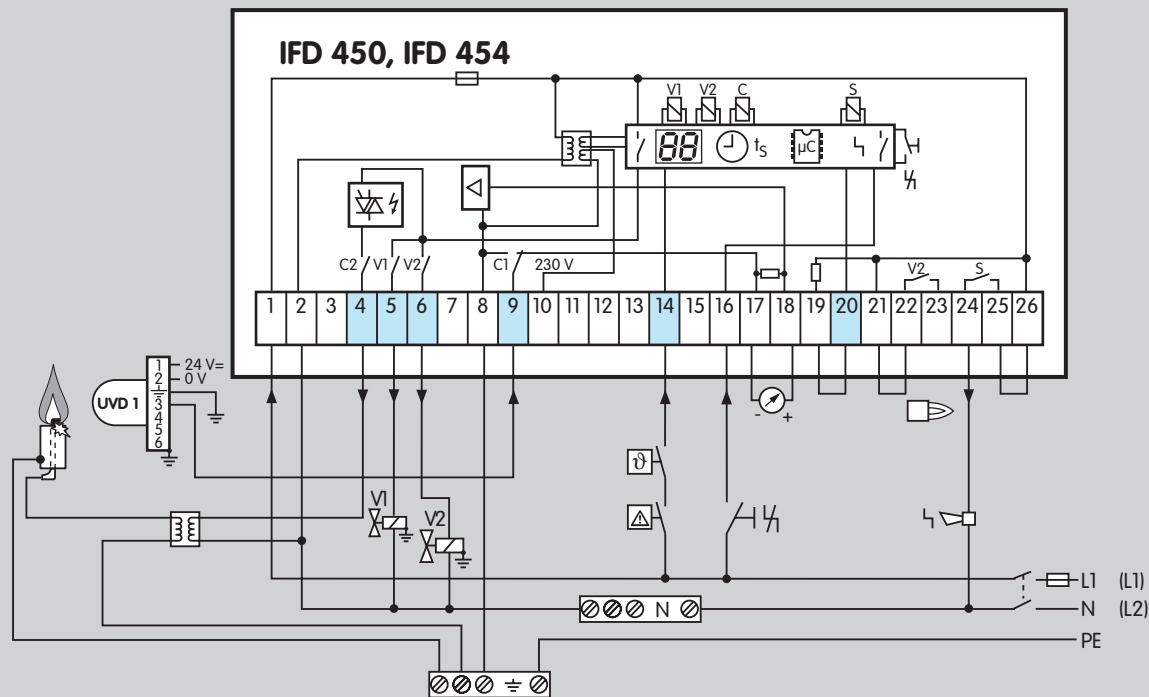 IFD 450, IFD 454
V1 V2 C S
88 tS µC
C2 V1 V2 C1 230 V V2 S
1 2 3 4 5 6 7 8 9 10 11 12 13 14 15 16 17 18 19 20 21 22 23 24 25 26
UVD 1
1 24 V=
2 0 V
3
4
5
6
- +
ϑ
V1
V2
L1 (L1)
N N (L2)
PE